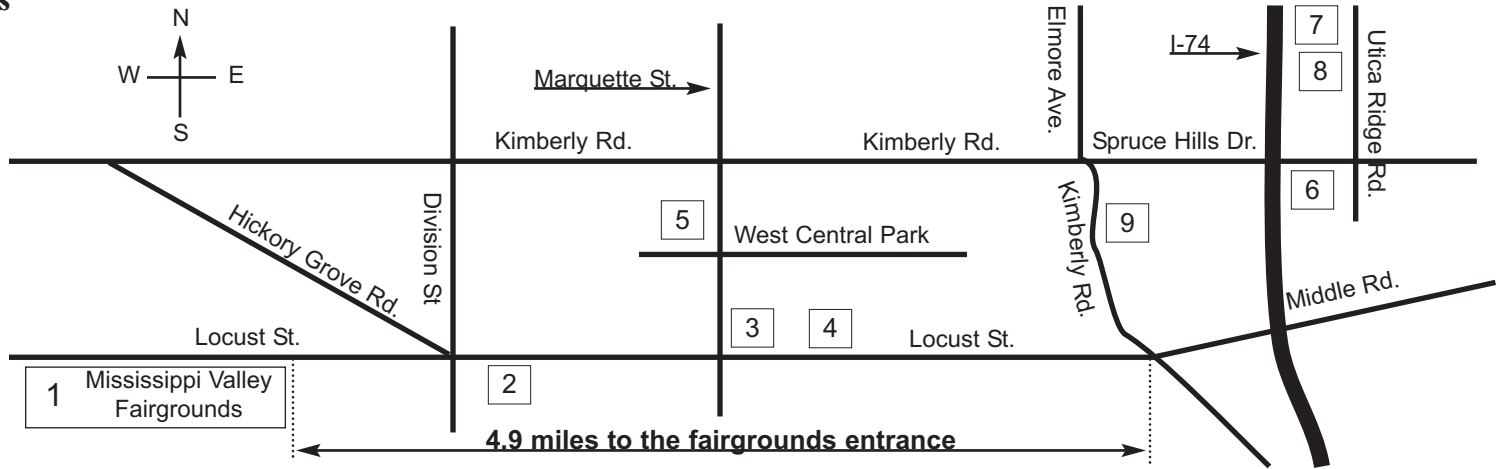 s
N
W E
S
Marquette St.
Elmore Ave.
I-74
7
8
Utica Ridge Rd.
Kimberly Rd.
Kimberly Rd.
Spruce Hills Dr.
6
Hickory Grove Rd.
Division St
5
West Central Park
Kimberly Rd.
9
Middle Rd.
Locust St.
3
4
Locust St.
1 Mississippi Valley
Fairgrounds
2
4.9 miles to the fairgrounds entrance